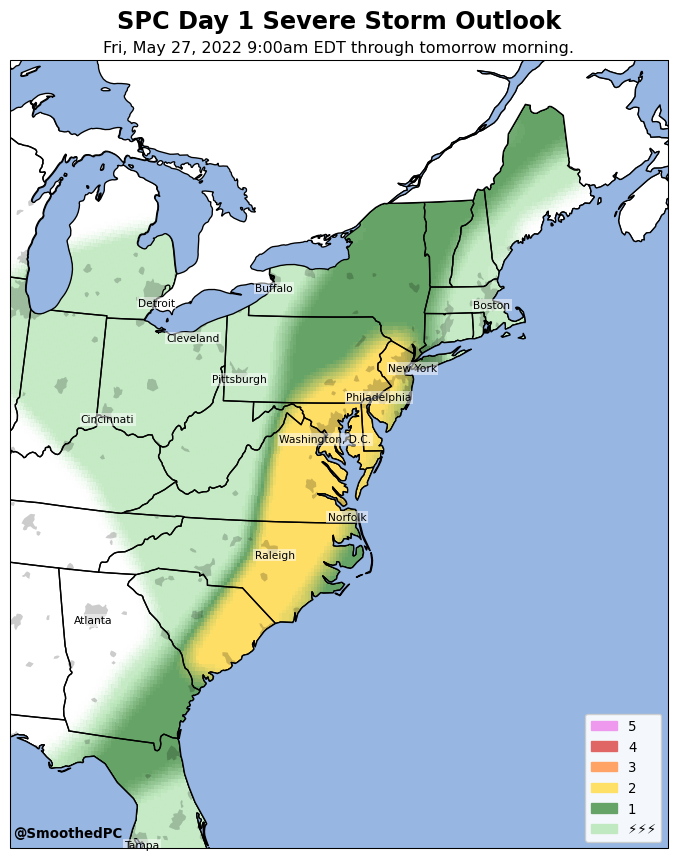 SPC Day 1 Severe Storm Outlook
Fri, May 27, 2022 9:00am EDT through tomorrow morning.
Buffalo
Detroit
Boston
Cleveland
New York
Pittsburgh
Philadelphia
Cincinnati
Washington, D.C.
Norfolk
Raleigh
Atlanta
5
4
3
2
1
⚡⚡⚡
@SmoothedPC
Tampa